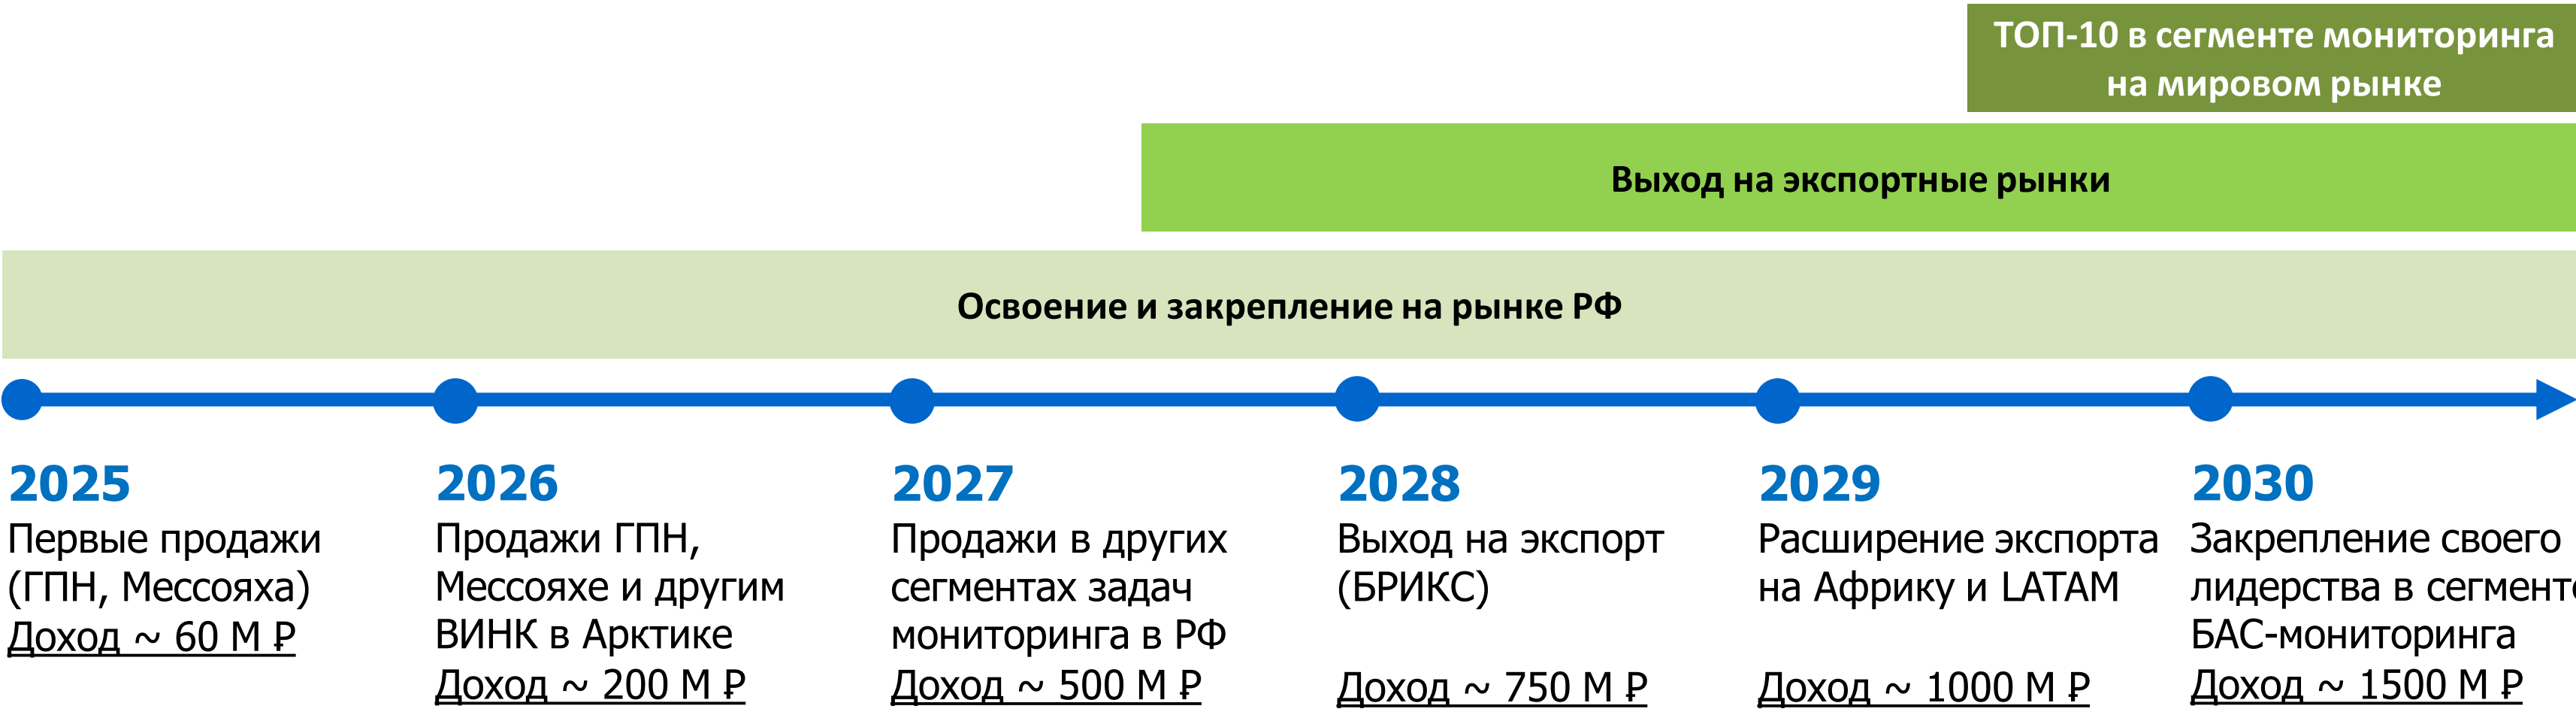 ТОП-10 в сегменте мониторинга
на мировом рынке
Выход на экспортные рынки
Освоение и закрепление на рынке РФ
2025
Первые продажи
(ГПН, Мессояха)
Доход ~ 60 М ₽
2026
Продажи ГПН,
Мессояхе и другим
ВИНК в Арктике
Доход ~ 200 М ₽
2027
Продажи в других
сегментах задач
мониторинга в РФ
Доход ~ 500 М ₽
2028
Выход на экспорт
(БРИКС)
Доход ~ 750 М ₽
2029
Расширение экспорта
на Африку и LATAM
Доход ~ 1000 М ₽
2030
Закрепление своего
лидерства в сегменте
БАС-мониторинга
Доход ~ 1500 М ₽